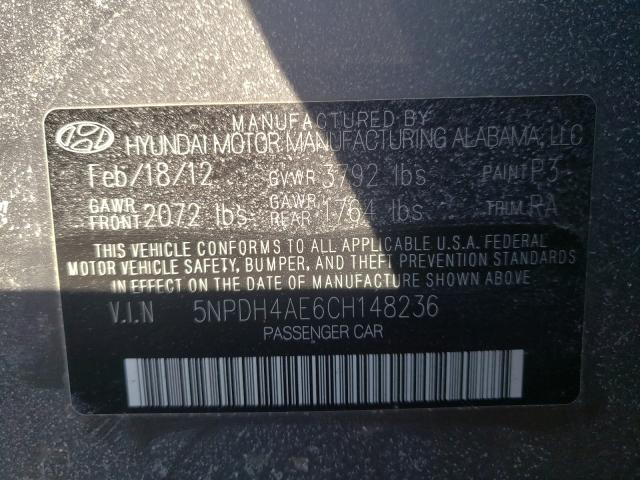 MANUFACTURED BY
HYUNDAI MOTOR MANUFACTURING ALABAMA, LLC
Feb/18/12 GVWR 3792 lbs PAINT P3
GAWR FRONT 2072 lbs GAWR REAR 1764 lbs TRIM RA
THIS VEHICLE CONFORMS TO ALL APPLICABLE U.S.A. FEDERAL
MOTOR VEHICLE SAFETY, BUMPER, AND THEFT PREVENTION STANDARDS
IN EFFECT ON THE DATE OF MANUFACTURE SHOWN ABOVE.
V.I.N 5NPDH4AE6CH148236
PASSENGER CAR